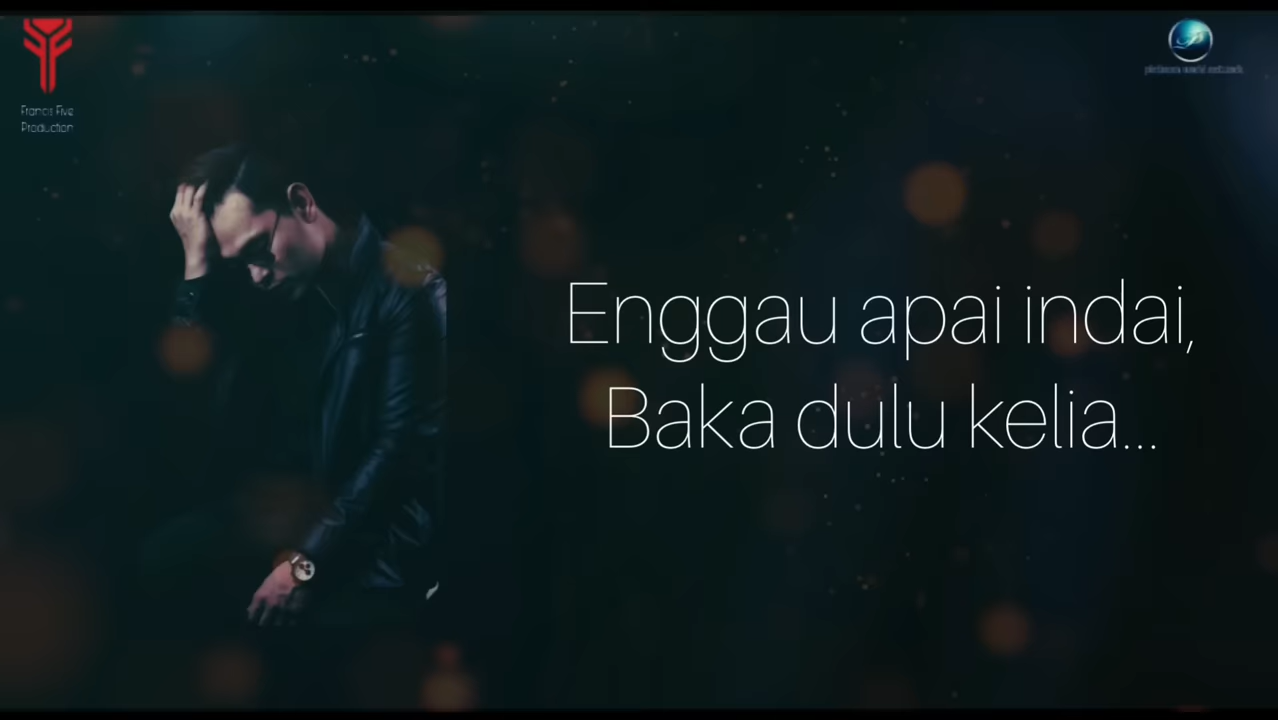 Francis Five
Production
Enggau apai indai,
Baka dulu kelia...